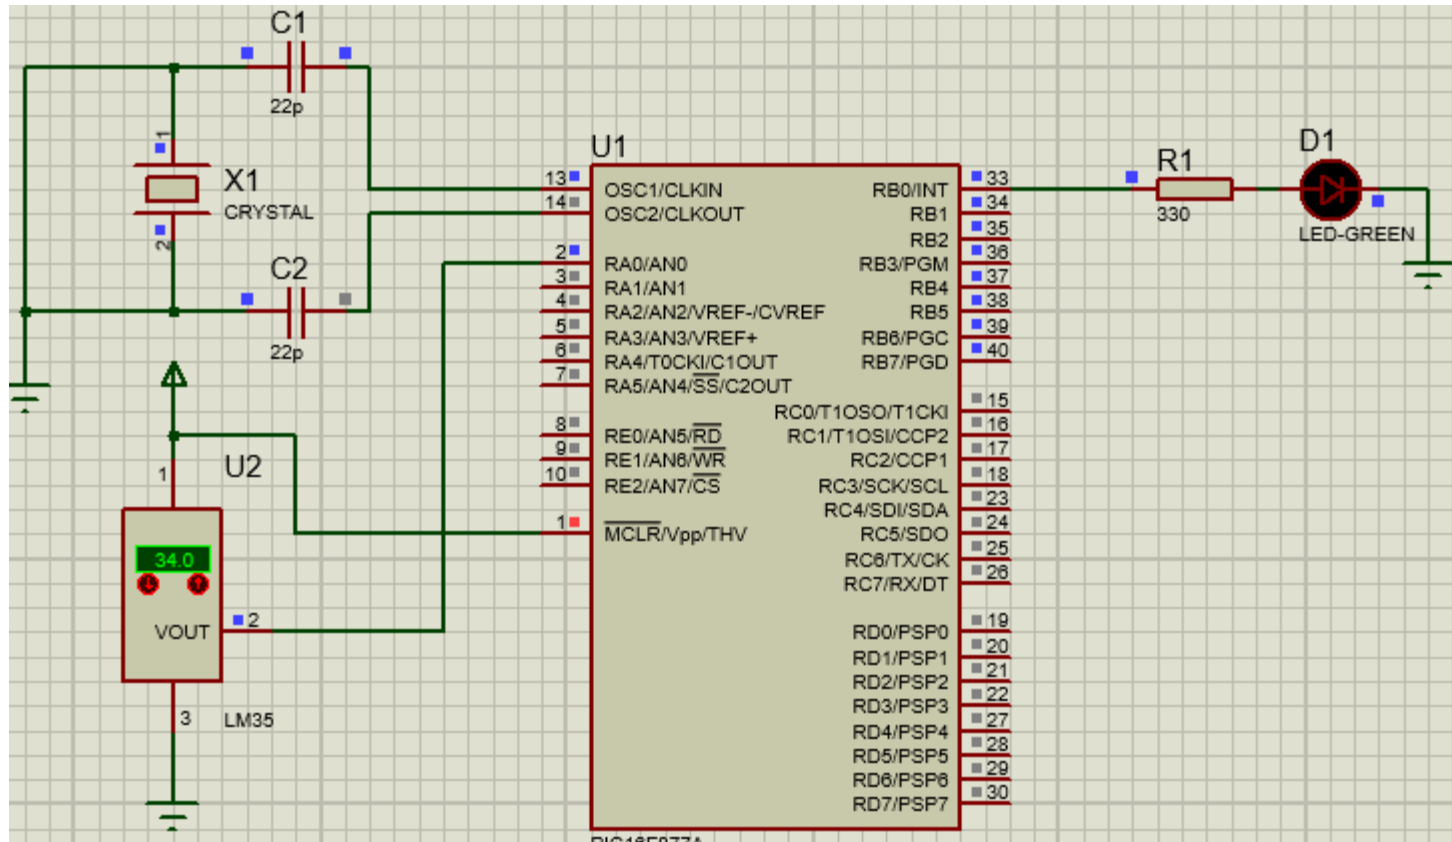 C1
22p
1
X1
CRYSTAL
2
C2
22p
U1
13 OSC1/CLKIN
14 OSC2/CLKOUT
2 RA0/AN0
3 RA1/AN1
4 RA2/AN2/VREF-/CVREF
5 RA3/AN3/VREF+
6 RA4/T0CKI/C1OUT
7 RA5/AN4/SS/C2OUT
8 RE0/AN5/RD
9 RE1/AN6/WR
10 RE2/AN7/CS
1 MCLR/Vpp/THV
RB0/INT 33
RB1 34
RB2 35
RB3/PGM 36
RB4 37
RB5 38
RB6/PGC 39
RB7/PGD 40
RC0/T1OSO/T1CKI 15
RC1/T1OSI/CCP2 16
RC2/CCP1 17
RC3/SCK/SCL 18
RC4/SDI/SDA 23
RC5/SDO 24
RC6/TX/CK 25
RC7/RX/DT 26
RD0/PSP0 19
RD1/PSP1 20
RD2/PSP2 21
RD3/PSP3 22
RD4/PSP4 27
RD5/PSP5 28
RD6/PSP6 29
RD7/PSP7 30
PIC16F877A
R1
330
D1
LED-GREEN
1
U2
34.0
VOUT
2
3
LM35